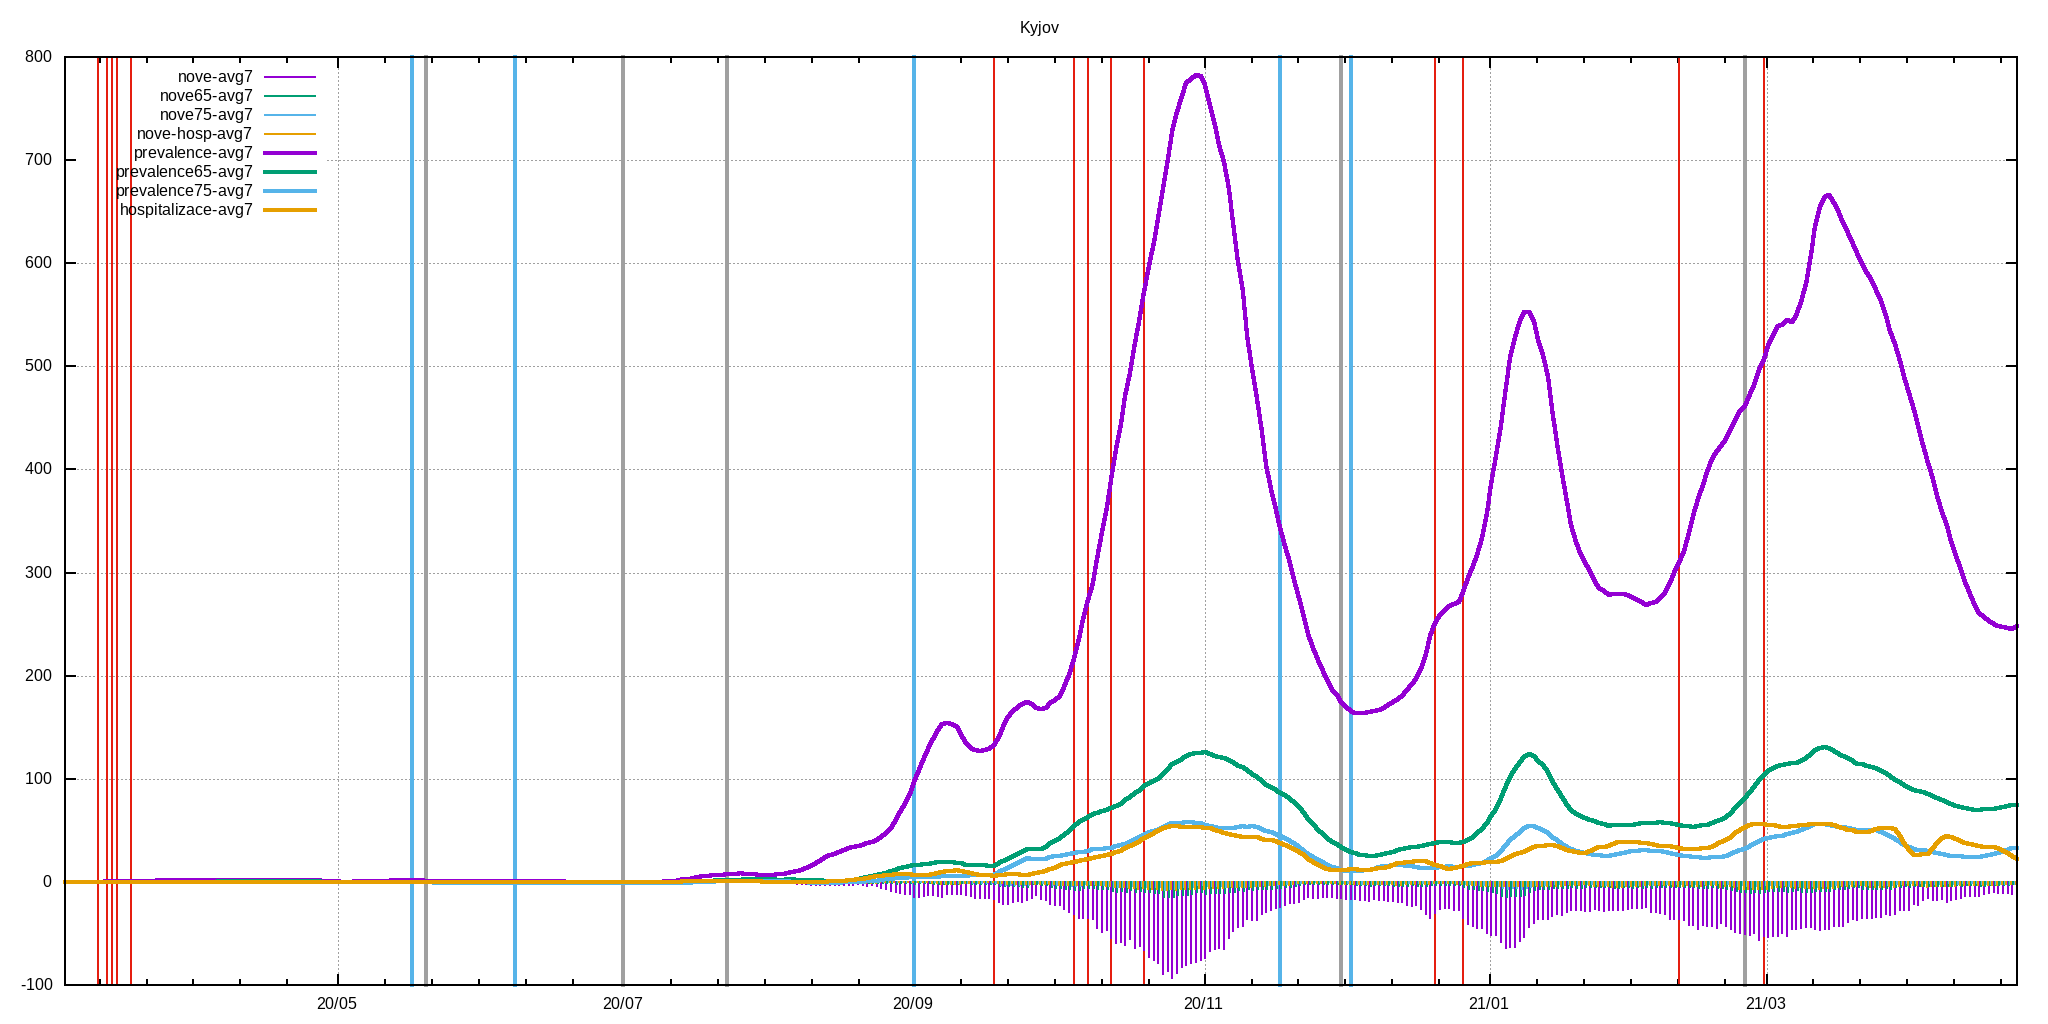 Kyjov
800
700
600
500
400
300
200
100
0
-100
nove-avg7
nove65-avg7
nove75-avg7
nove-hosp-avg7
prevalence-avg7
prevalence65-avg7
prevalence75-avg7
hospitalizace-avg7
20/05 20/07 20/09 20/11 21/01 21/03